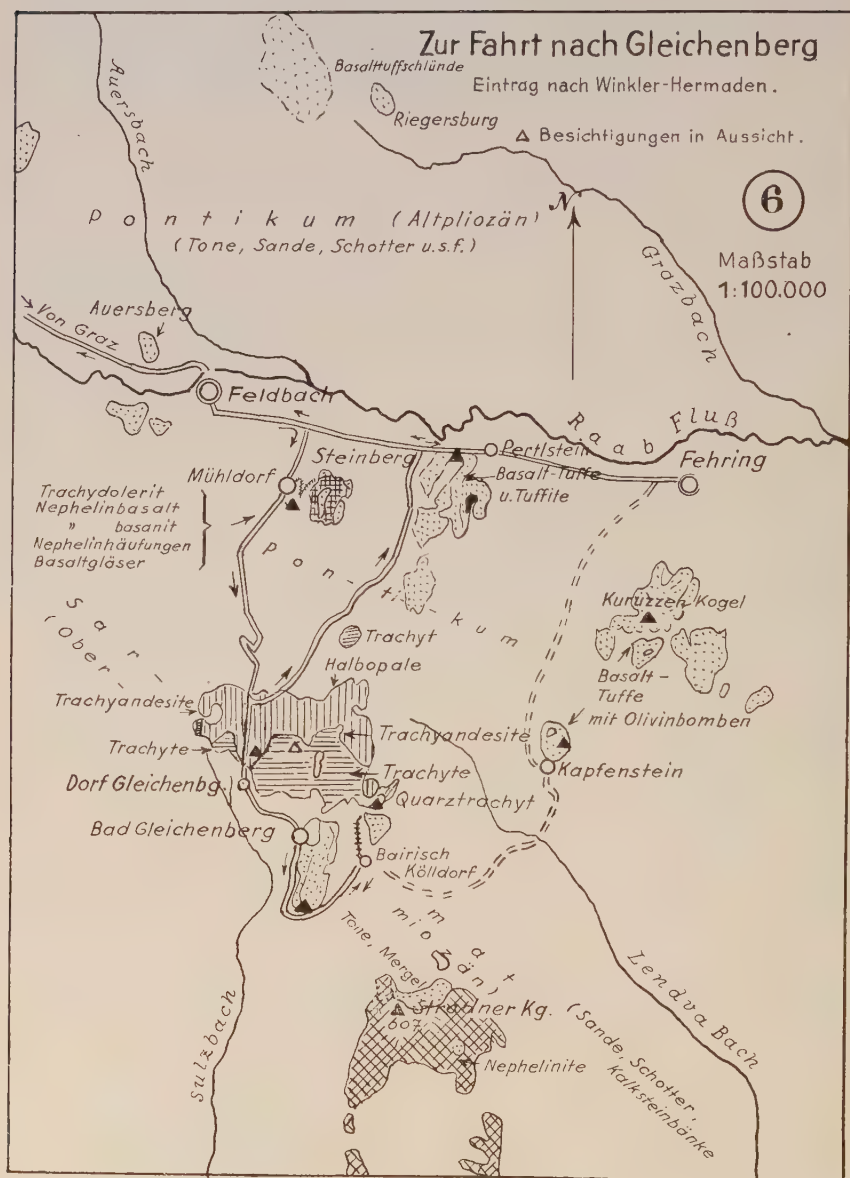 Zur Fahrt nach Gleichenberg
Eintrag nach Winkler-Hermaden.
Besichtigungen in Aussicht.
6
Maßstab
1:100.000
N
Auersbach
Basalttuffschlünde
Riegersburg
Pontikum (Altpliozän)
(Tone, Sande, Schotter u.s.f.)
Grazbach
Auersberg
Von Graz
Feldbach
Raab Fluß
Steinberg
Pertlstein
Fehring
Mühldorf
Basalt-Tuffe
u. Tuffite
Trachydolerit
Nephelinbasalt
" basanit
Nephelinhäufungen
Basaltgläser
Pon-ti-kum
Kuruzzen Kogel
Sar-
(Ober-
Trachyt
Halbopale
Basalt-
Tuffe
mit Olivinbomben
Trachyandesite
Trachyandesite
Trachyte
Trachyte
Kapfenstein
Dorf Gleichenbg.
Quarztrachyt
Bad Gleichenberg
Bairisch
Kölldorf
mat
miozän)
Tone, Mergel
Stradner Kg.
607
(Sande, Schotter,
Kalksteinbänke
Nephelinite
Sulzbach
Lendva Bach